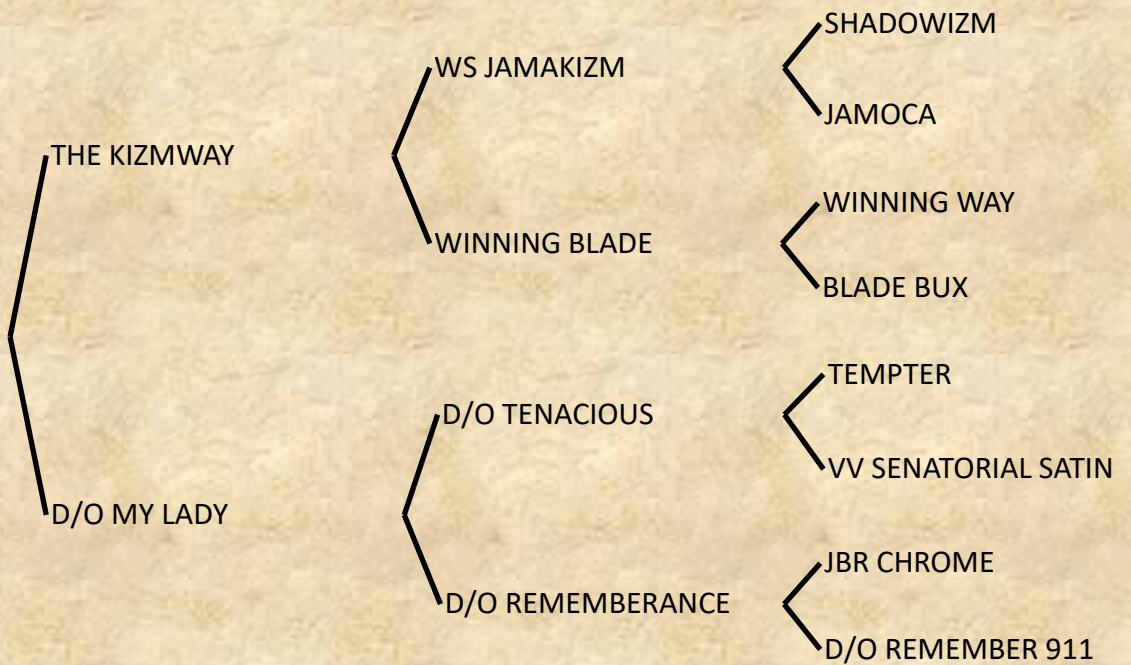 SHADOWIZM
WS JAMAKIZM
JAMOCA
THE KIZMWAY
WINNING WAY
WINNING BLADE
BLADE BUX
TEMPTER
D/O TENACIOUS
VV SENATORIAL SATIN
D/O MY LADY
JBR CHROME
D/O REMEMBERANCE
D/O REMEMBER 911